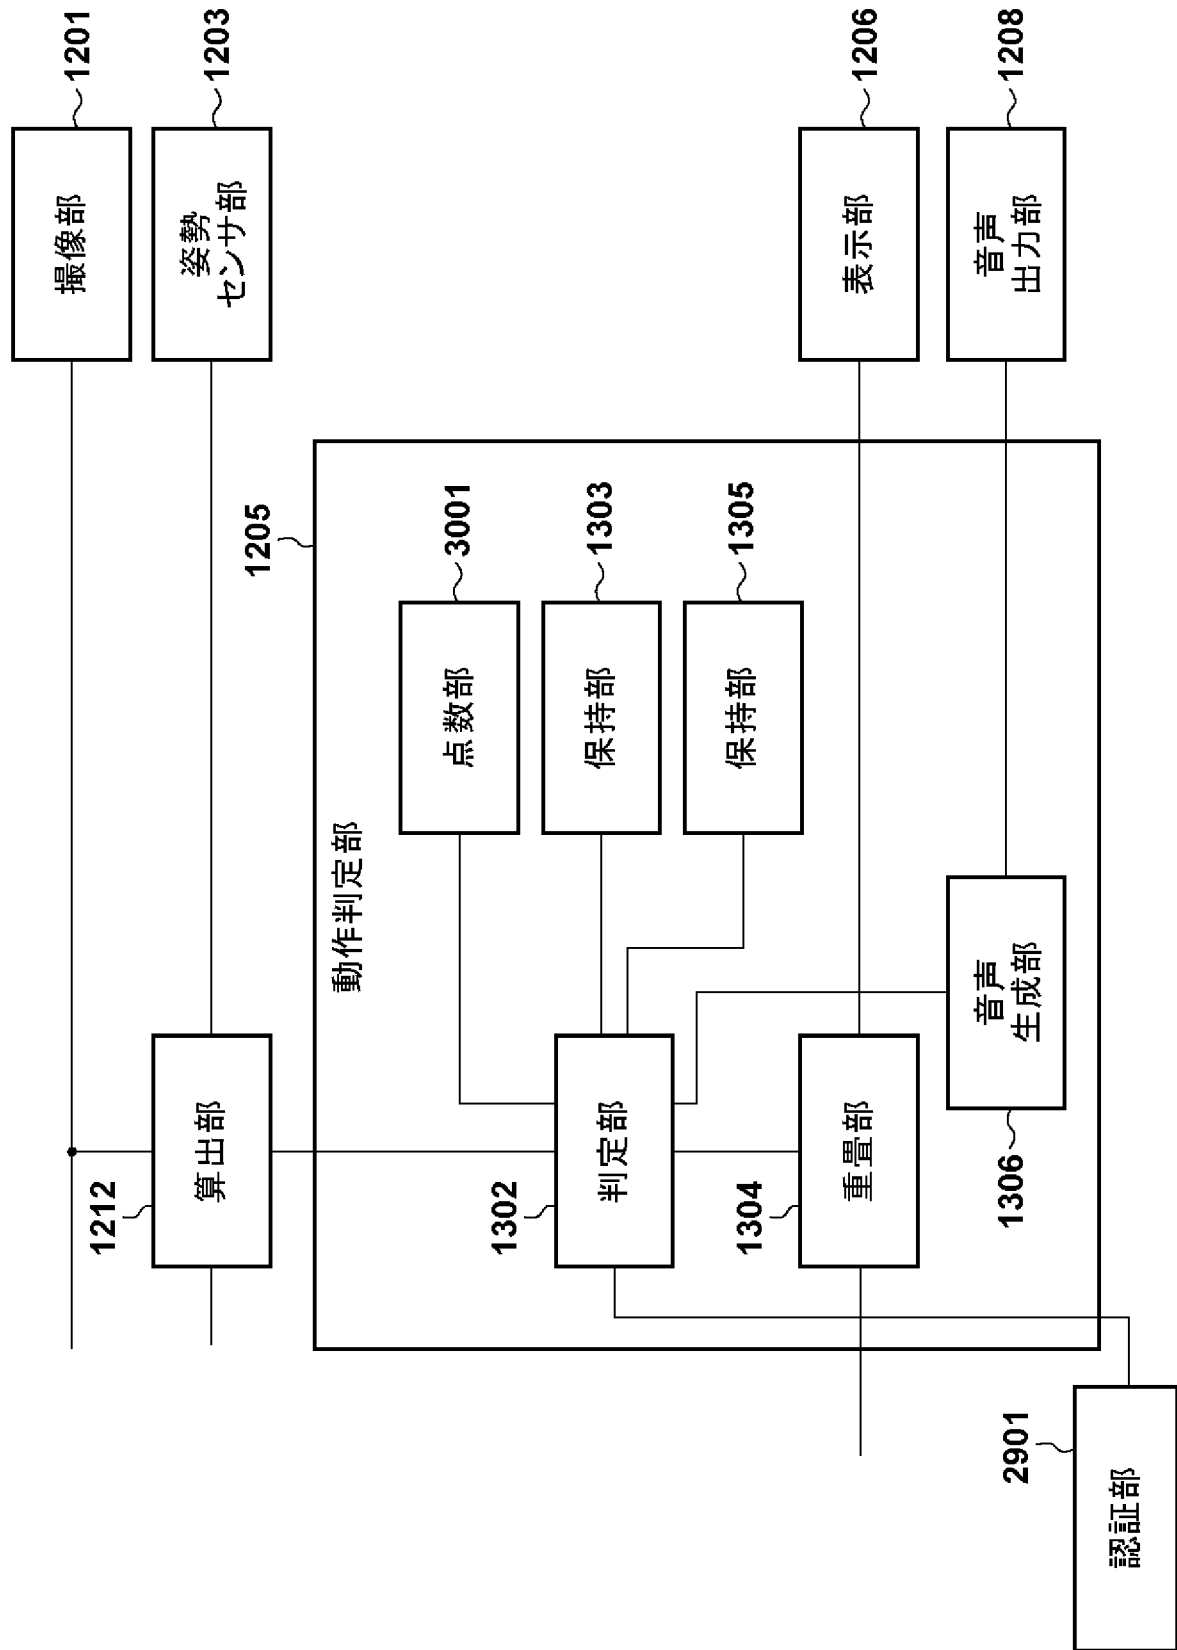 撮像部
1201
1212
算出部
姿勢
センサ部
1203
1205
動作判定部
点数部
3001
1302
判定部
保持部
1303
保持部
1305
1304
重畳部
表示部
1206
1306
音声
生成部
音声
出力部
1208
2901
認証部